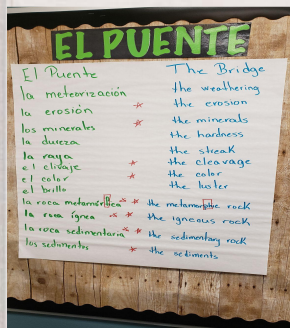 EL PUENTE
El Puente The Bridge
la meteorización the weathering
la erosión the erosion
los minerales the minerals
la dureza the hardness
la raya the streak
el clivaje the cleavage
el color the color
el brillo the luster
la roca metamórfica the metamorphic rock
la roca ígnea the igneous rock
la roca sedimentaria the sedimentary rock
los sedimentos the sediments